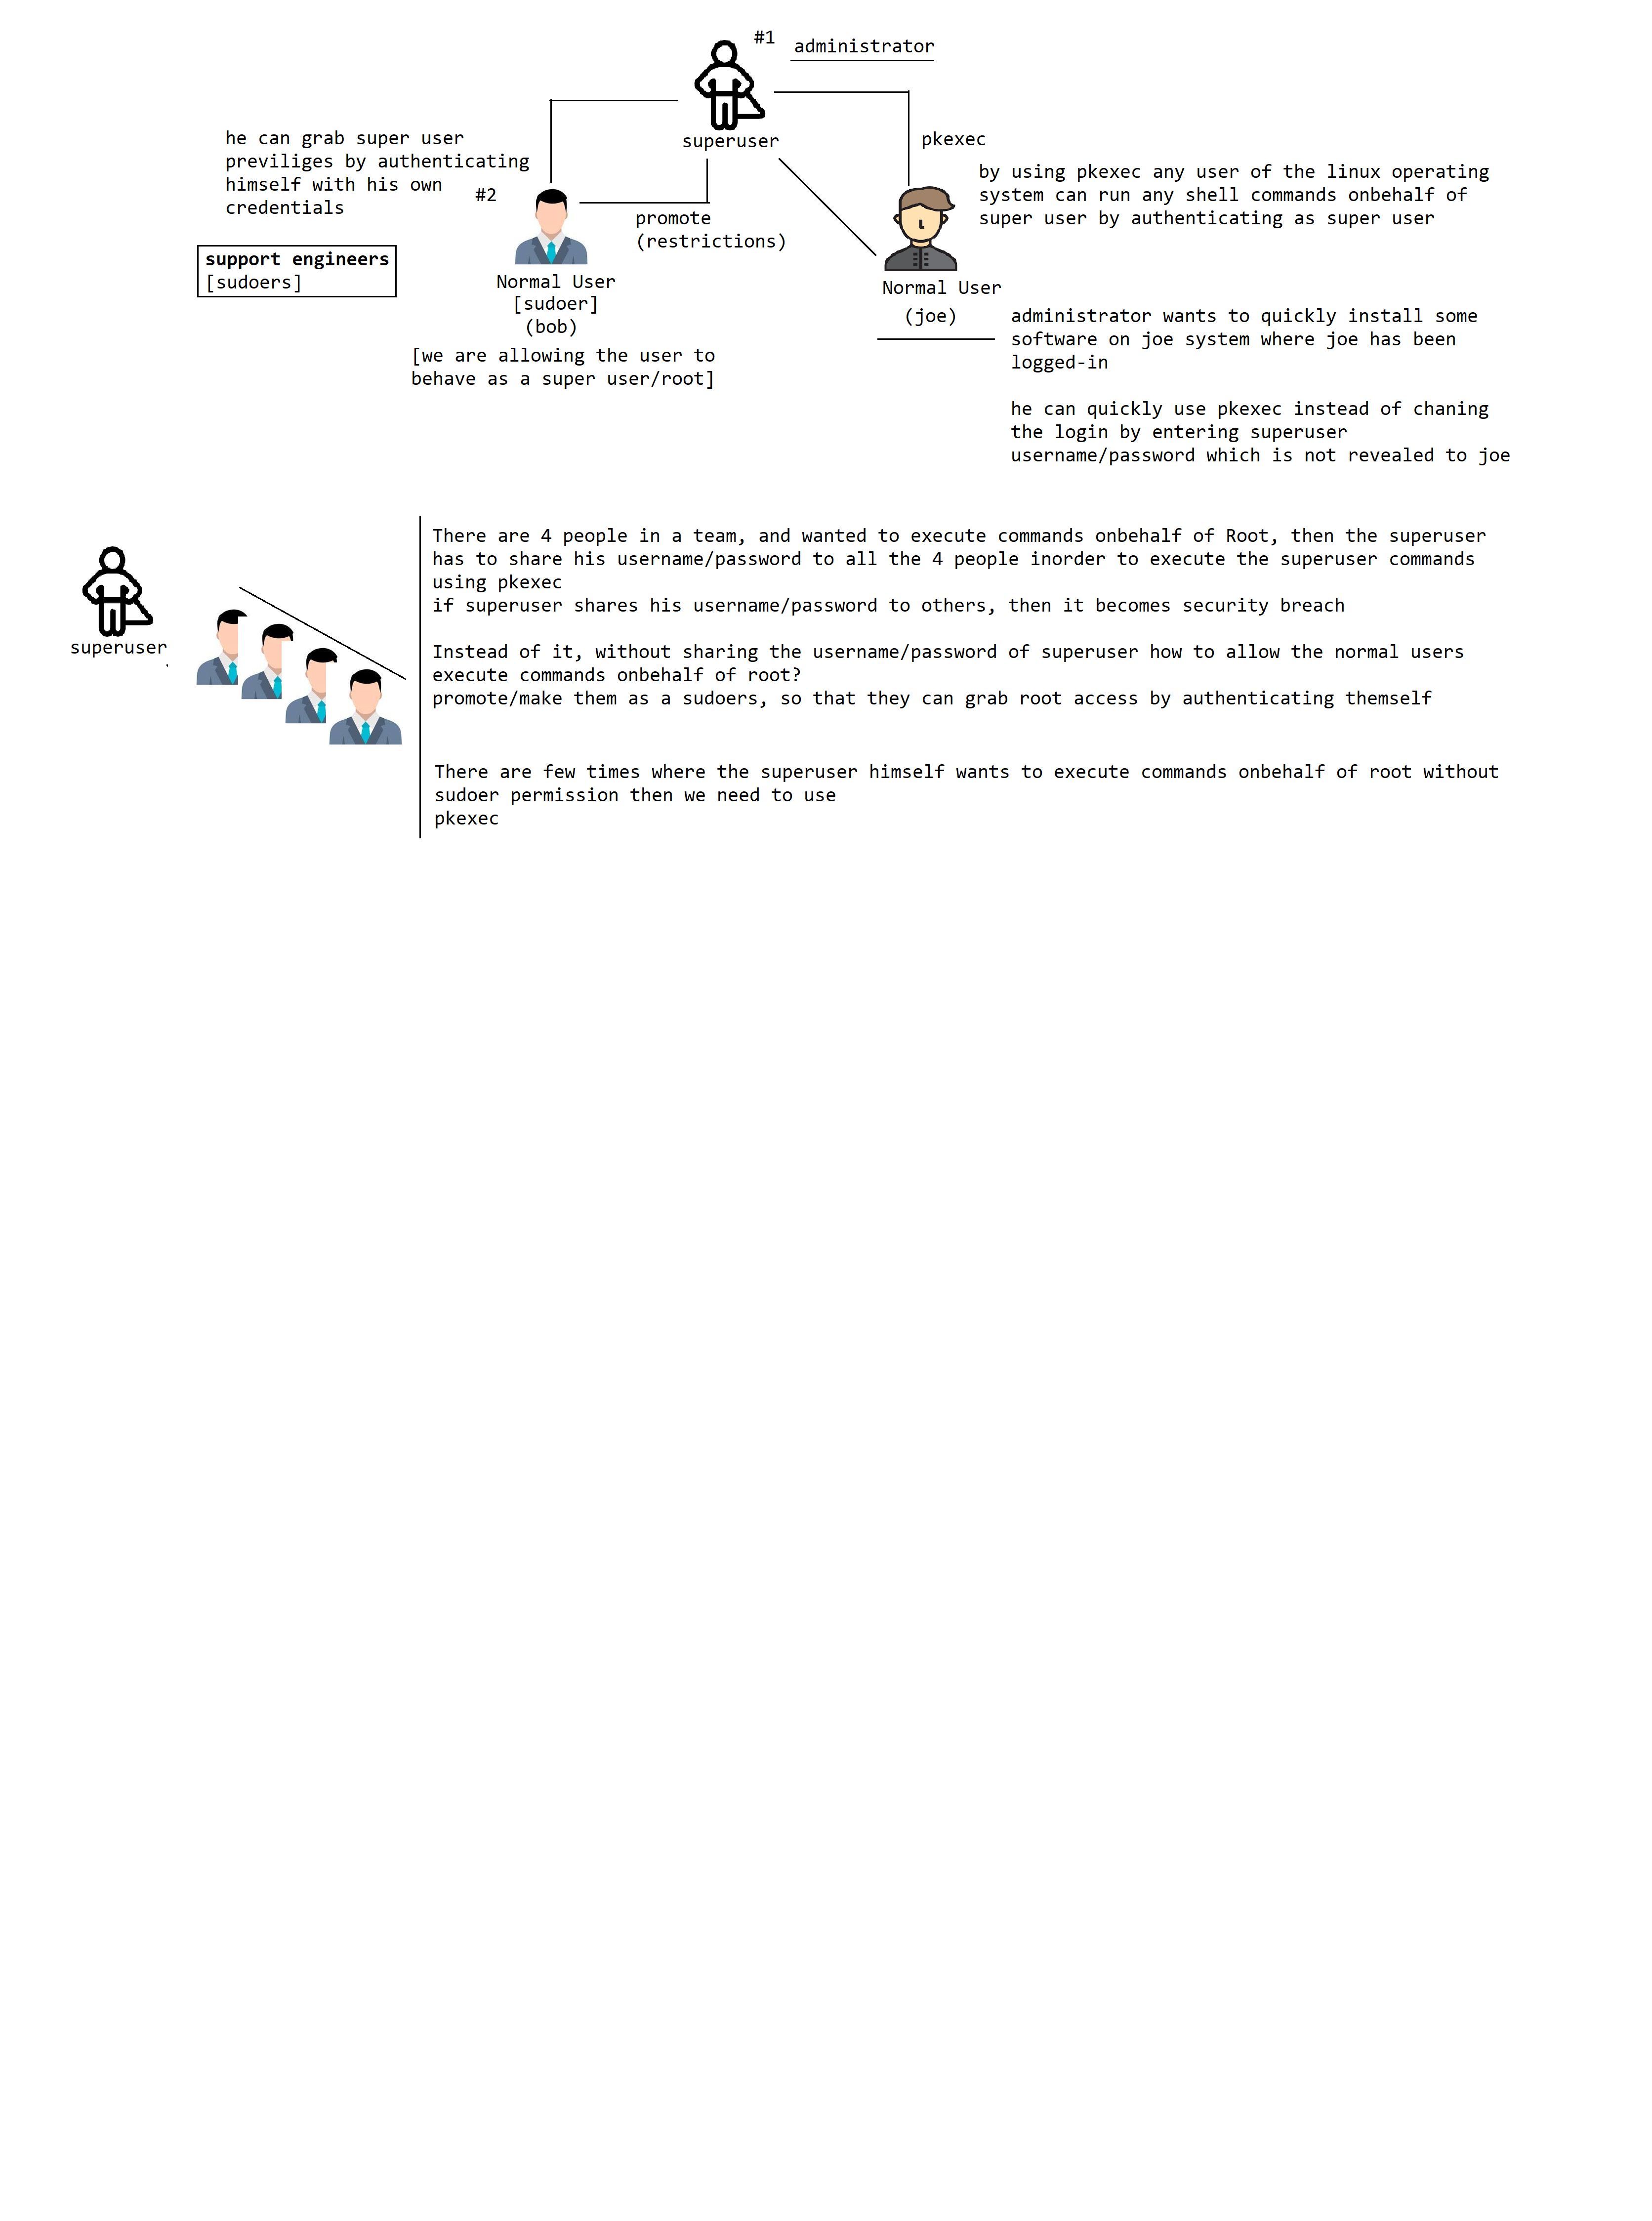 #1
administrator
superuser
he can grab super user
previliges by authenticating
himself with his own
credentials
#2
support engineers
[sudoers]
promote
(restrictions)
Normal User
[sudoer]
(bob)
[we are allowing the user to
behave as a super user/root]
pkexec
by using pkexec any user of the linux operating
system can run any shell commands onbehalf of
super user by authenticating as super user
Normal User
(joe)
administrator wants to quickly install some
software on joe system where joe has been
logged-in
he can quickly use pkexec instead of chaning
the login by entering superuser
username/password which is not revealed to joe
superuser
There are 4 people in a team, and wanted to execute commands onbehalf of Root, then the superuser
has to share his username/password to all the 4 people inorder to execute the superuser commands
using pkexec
if superuser shares his username/password to others, then it becomes security breach
Instead of it, without sharing the username/password of superuser how to allow the normal users
execute commands onbehalf of root?
promote/make them as a sudoers, so that they can grab root access by authenticating themself
There are few times where the superuser himself wants to execute commands onbehalf of root without
sudoer permission then we need to use
pkexec